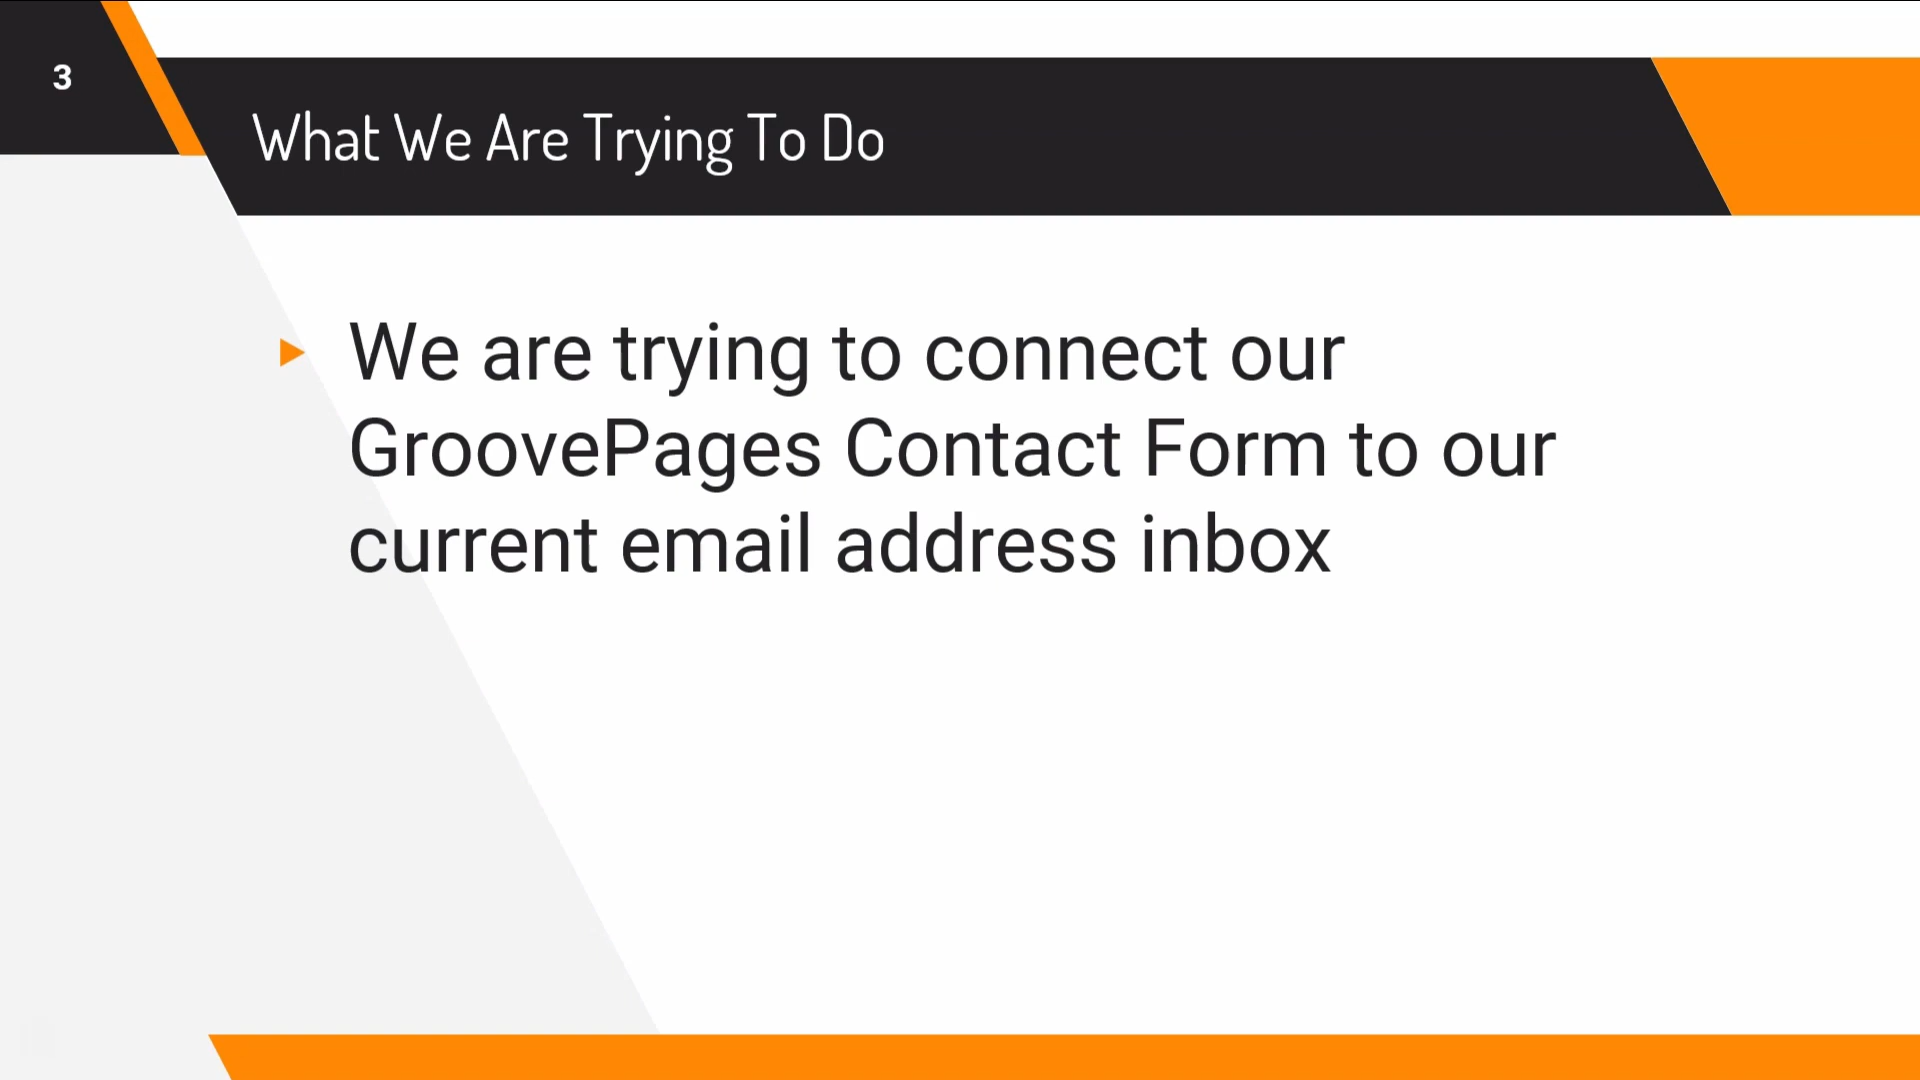 3
What We Are Trying To Do
We are trying to connect our
GroovePages Contact Form to our
current email address inbox